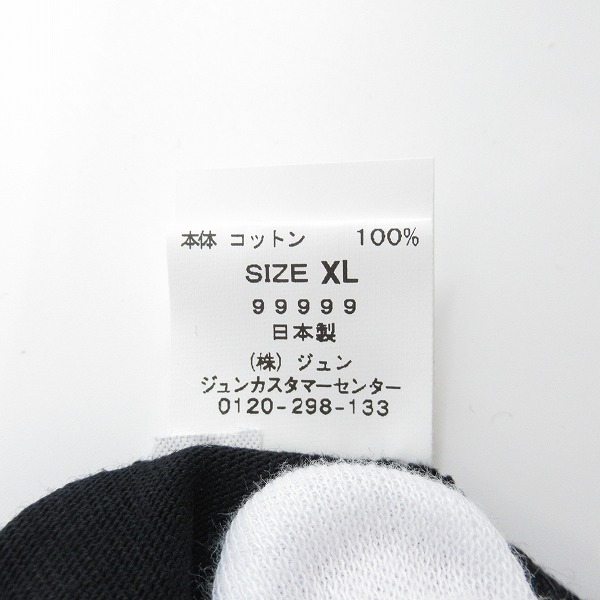 本体 コットン 100%
SIZE XL
99999
日本製
(株) ジュン
ジュンカスタマーセンター
0120-298-133